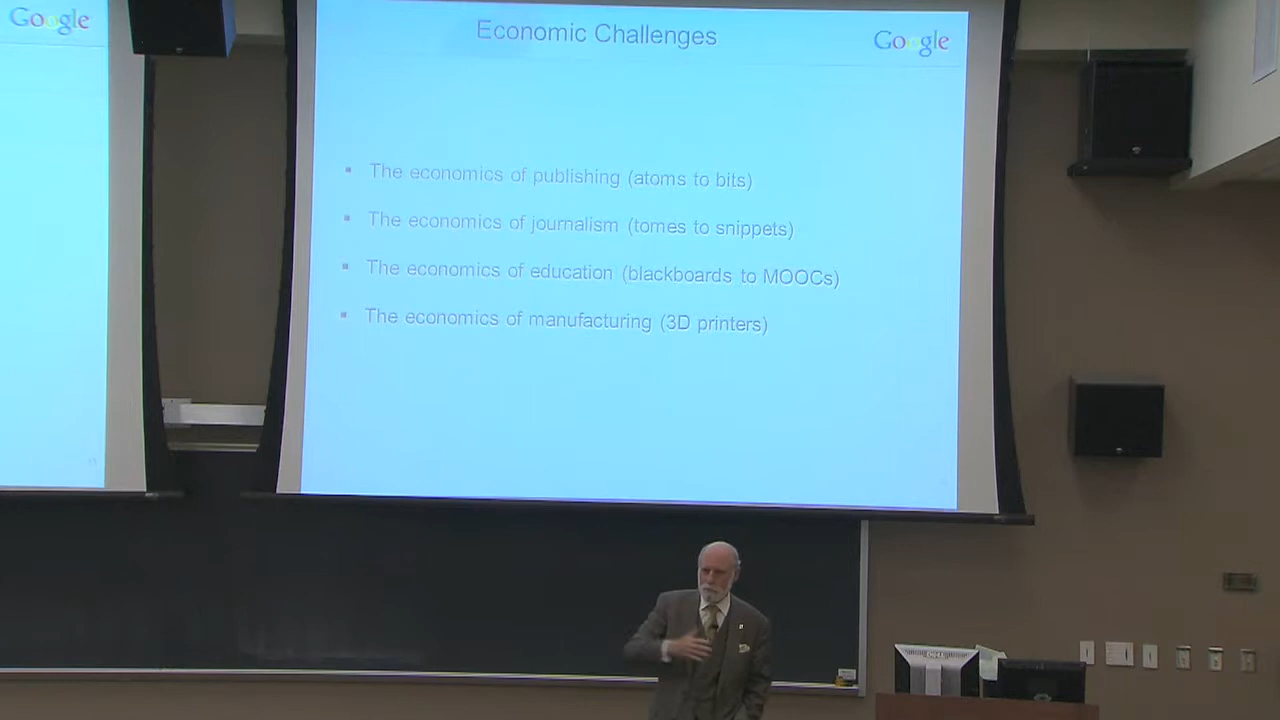 Google
Economic Challenges
Google
▪ The economics of publishing (atoms to bits)
▪ The economics of journalism (tomes to snippets)
▪ The economics of education (blackboards to MOOCs)
▪ The economics of manufacturing (3D printers)
DELL